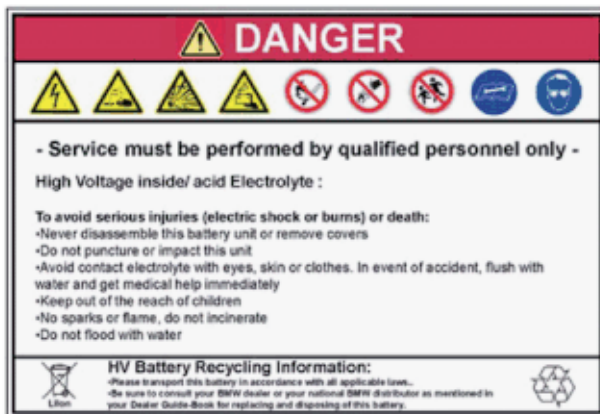 DANGER
- Service must be performed by qualified personnel only -
High Voltage inside/ acid Electrolyte :
To avoid serious injuries (electric shock or burns) or death:
•Never disassemble this battery unit or remove covers
•Do not puncture or impact this unit
•Avoid contact electrolyte with eyes, skin or clothes. In event of accident, flush with
water and get medical help immediately
•Keep out of the reach of children
•No sparks or flame, do not incinerate
•Do not flood with water
HV Battery Recycling Information:
•Please transport this battery in accordance with all applicable laws..
•Be sure to consult your BMW dealer or your national BMW distributor as mentioned in
your Dealer Guide-Book for replacing and disposing of this battery.
LiIon